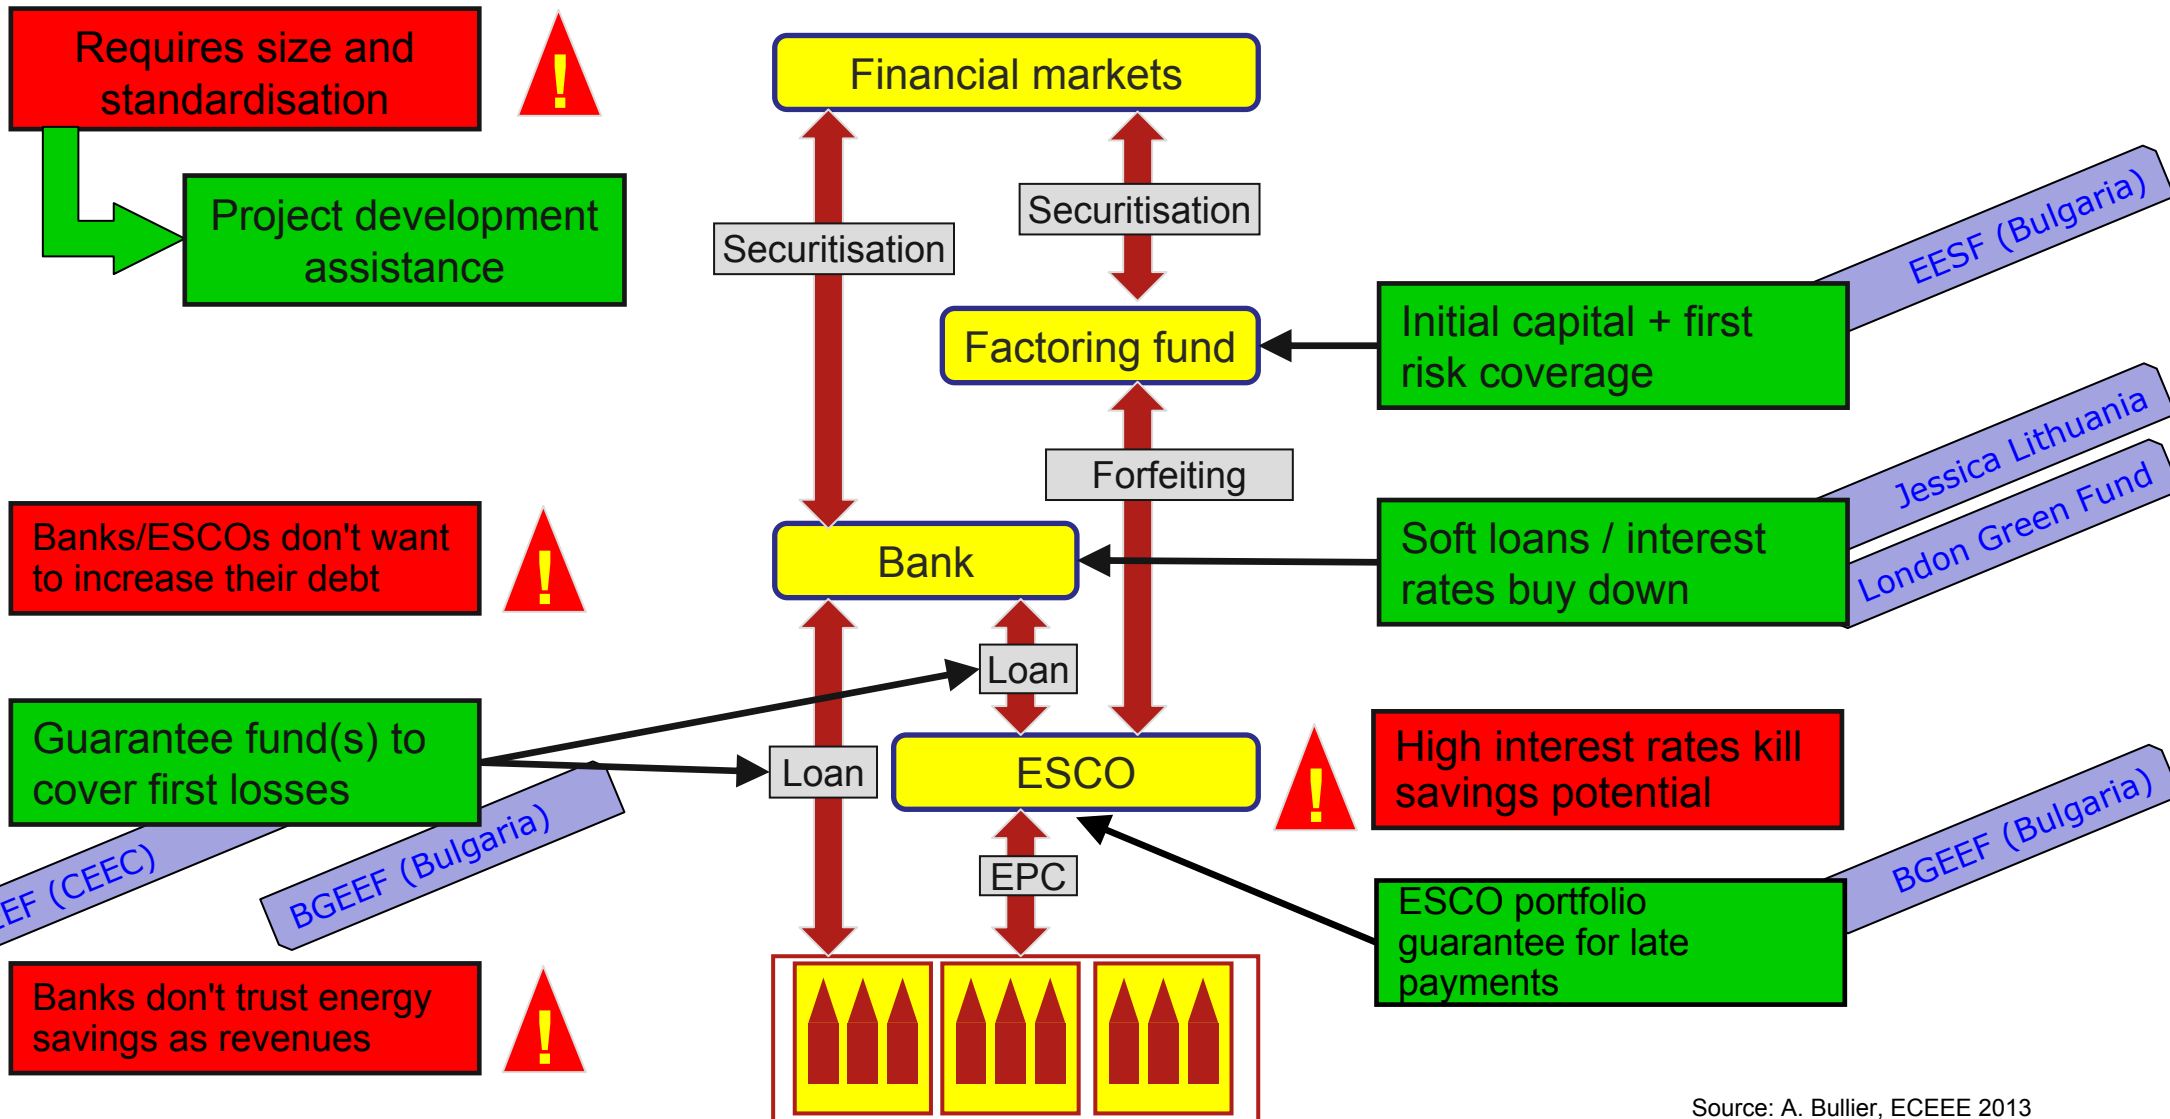 Requires size and
standardisation
Financial markets
Project development
assistance
Securitisation
Securitisation
EESF (Bulgaria)
Initial capital + first
risk coverage
Factoring fund
Jessica Lithuania
London Green Fund
Forfeiting
Banks/ESCOs don't want
to increase their debt
Bank
Soft loans / interest
rates buy down
Loan
Guarantee fund(s) to
cover first losses
Loan
ESCO
High interest rates kill
savings potential
(CEEC)
BGEEF (Bulgaria)
BGEEF (Bulgaria)
EPC
ESCO portfolio
guarantee for late
payments
Banks don't trust energy
savings as revenues
Source: A. Bullier, ECEEE 2013